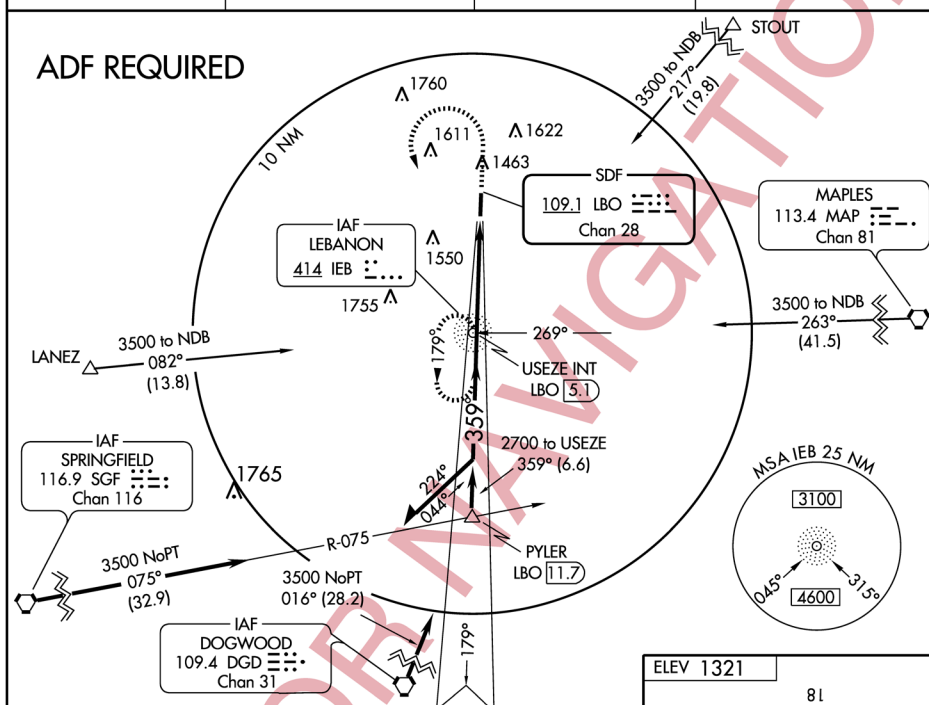 ADF REQUIRED
STOUT
3500 to NDB
217°
(19.8)
10 NM
1760
1611
1622
1463
SDF
109.1 LBO
Chan 28
MAPLES
113.4 MAP
Chan 81
IAF
LEBANON
414 IEB
1550
1755
3500 to NDB
263°
(41.5)
LANEZ
3500 to NDB
082°
(13.8)
179°
269°
USEZE INT
LBO 5.1
359°
IAF
SPRINGFIELD
116.9 SGF
Chan 116
1765
2700 to USEZE
359° (6.6)
224°
044°
MSA IEB 25 NM
3100
045°
315°
4600
R-075
PYLER
LBO 11.7
3500 NoPT
075°
(32.9)
3500 NoPT
016° (28.2)
IAF
DOGWOOD
109.4 DGD
Chan 31
179°
ELEV 1321
18
OR NAVIGATION